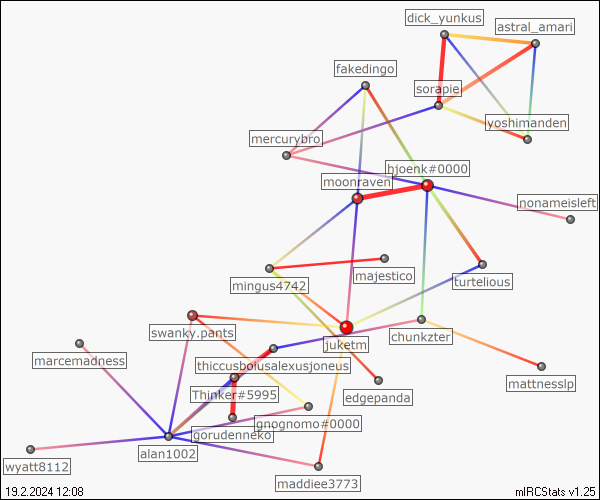 dick_yunkus
astral_amari
fakedingo
sorapie
yoshimanden
mercurybro
hjoenk#0000
moonraven
nonameisleft
mingus4742
majestico
turtelious
swanky.pants
juketm
chunkzter
marcemadness
thiccusbolusalexusjoneus
Thinker#5995
edgepanda
mattnesslp
gnognomo#0000
gorudenneko
alan1002
wyatt8112
maddiee3773
19.2.2024 12:08
mIRCStats v1.25